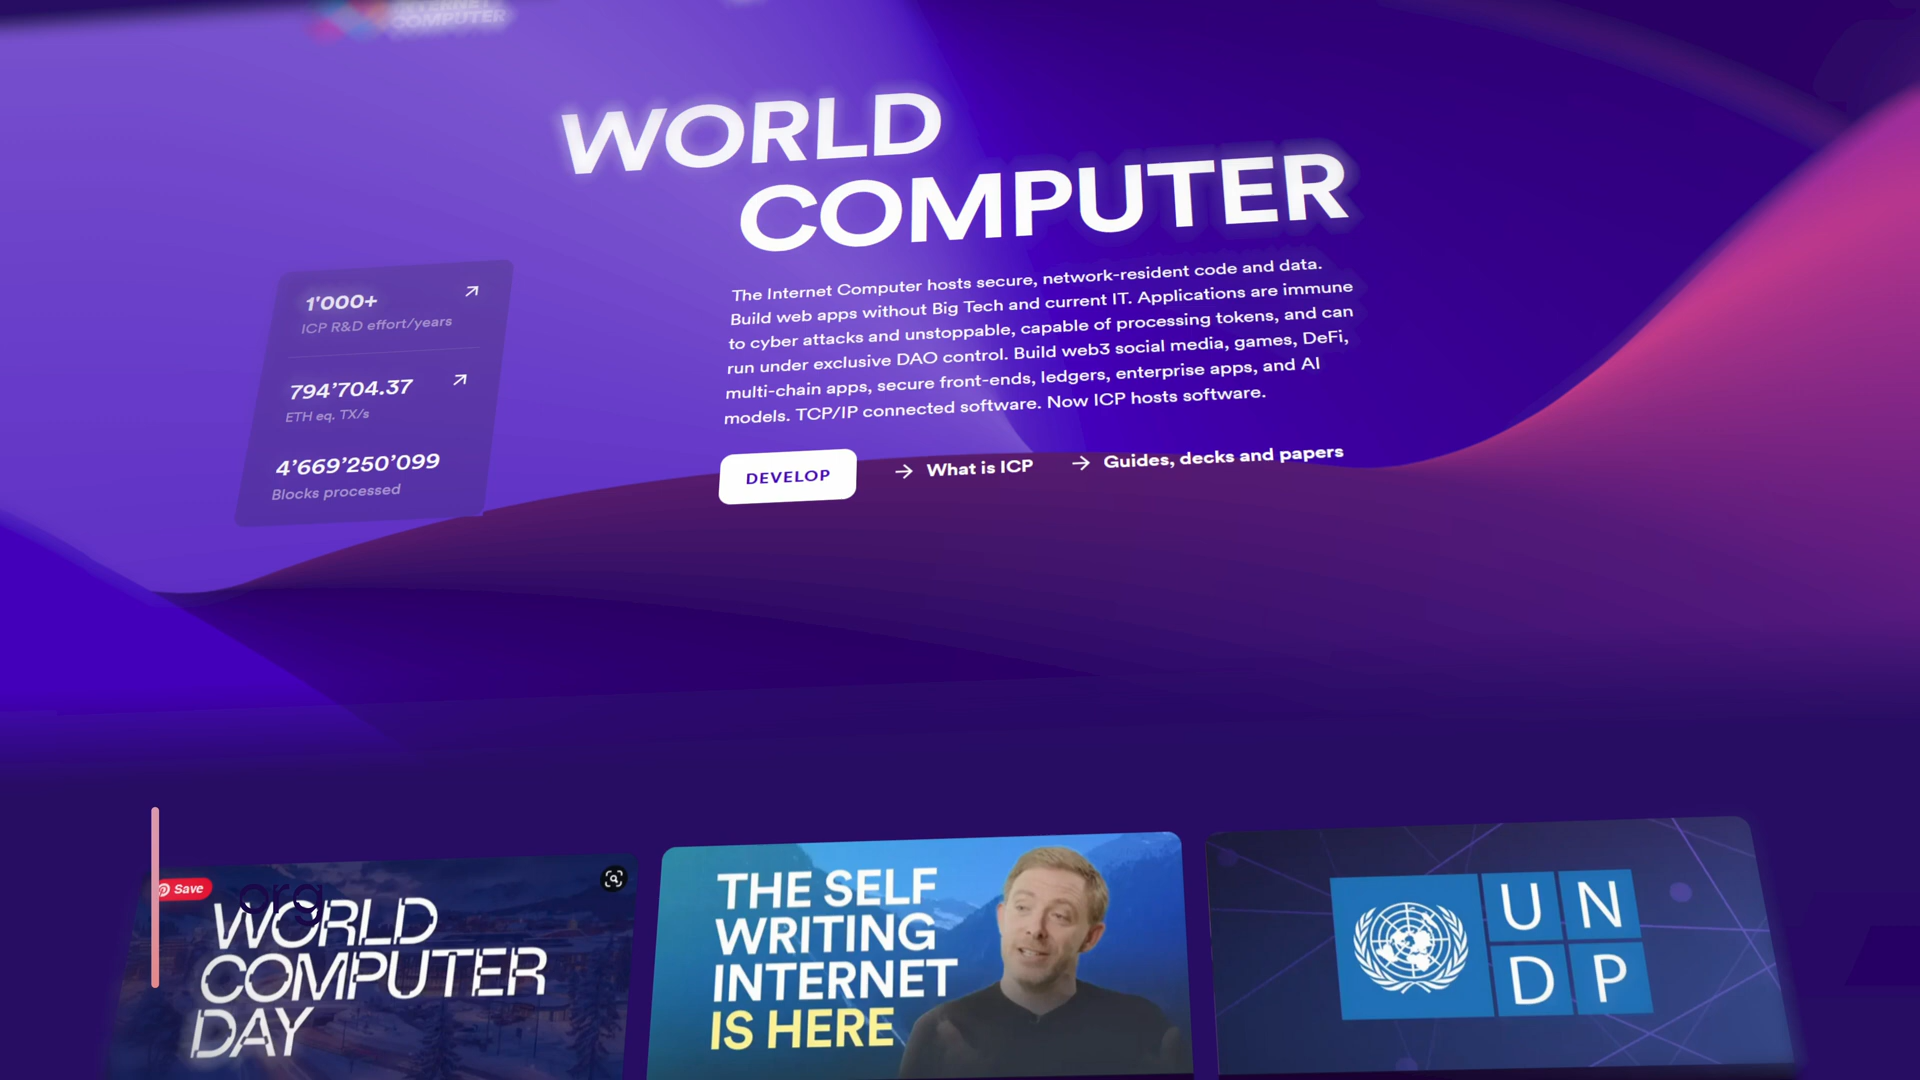 INTERNET
COMPUTER
WORLD
COMPUTER
The Internet Computer hosts secure, network-resident code and data.
Build web apps without Big Tech and current IT. Applications are immune
to cyber attacks and unstoppable, capable of processing tokens, and can
run under exclusive DAO control. Build web3 social media, games, DeFi,
multi-chain apps, secure front-ends, ledgers, enterprise apps, and AI
models. TCP/IP connected software. Now ICP hosts software.
DEVELOP
What is ICP
Guides, decks and papers
1'000+
ICP R&D effort/years
794'704.37
ETH eq. TX/s
4'669'250'099
Blocks processed
Save
org
WORLD
COMPUTER
DAY
THE SELF
WRITING
INTERNET
IS HERE
UN
DP